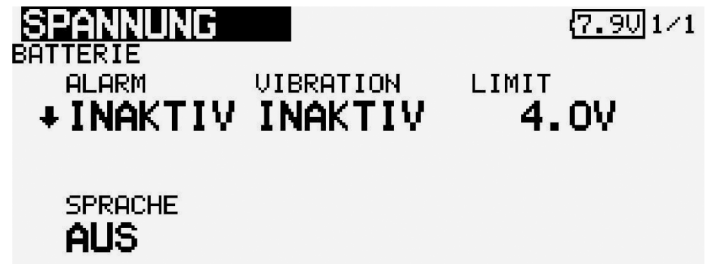 SPANNUNG 7.9V 1/1
BATTERIE
ALARM VIBRATION LIMIT
↓INAKTIV INAKTIV 4.0V
SPRACHE
AUS